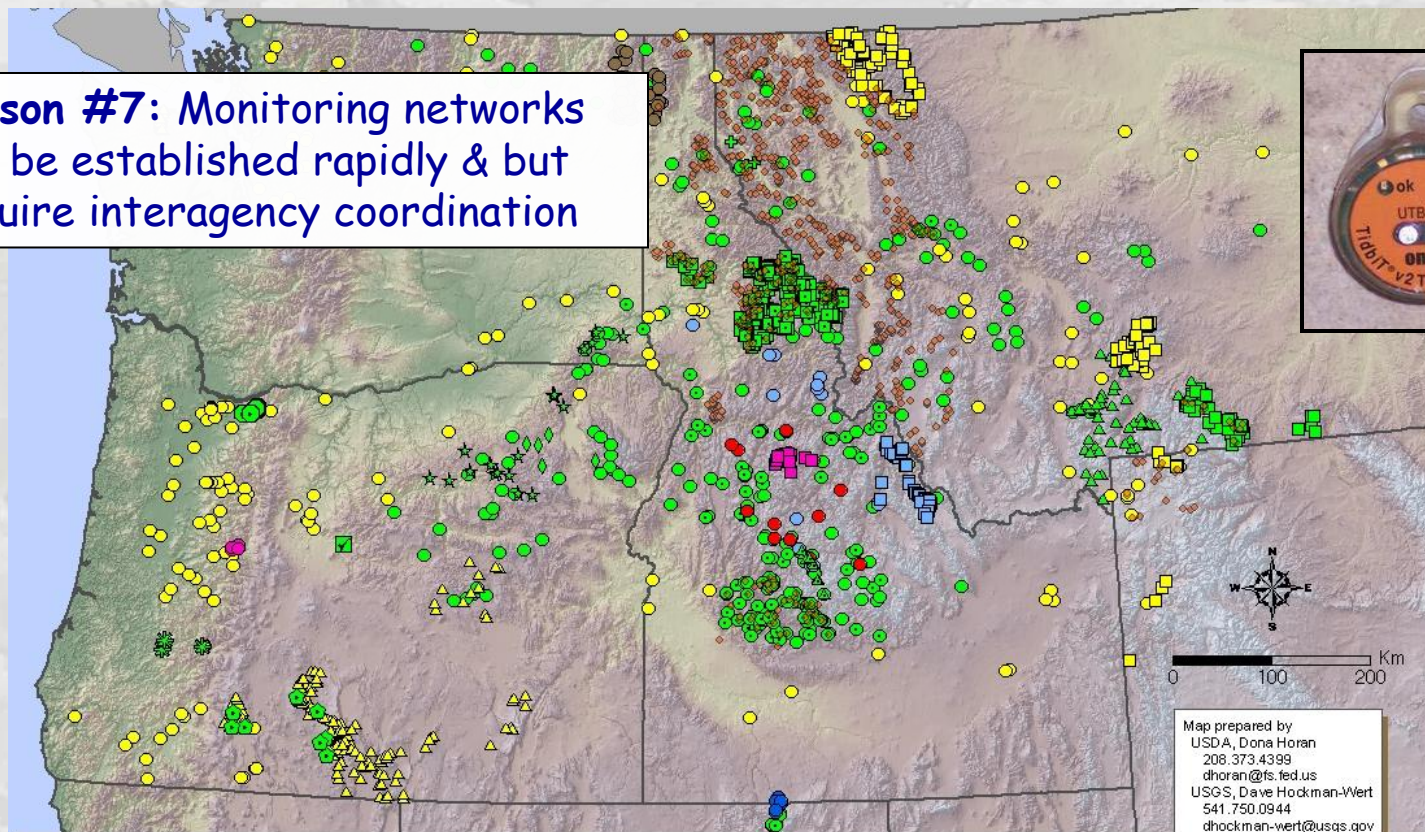 son #7: Monitoring networks
be established rapidly & but
uire interagency coordination
ok
UTB
TidbiT® v2 T
on
N
W E
S
Km
0 100 200
Map prepared by
USDA, Dona Horan
208.373.4399
dhoran@fs.fed.us
USGS, Dave Hockman-Wert
541.750.0944
dhockman-wert@usgs.gov